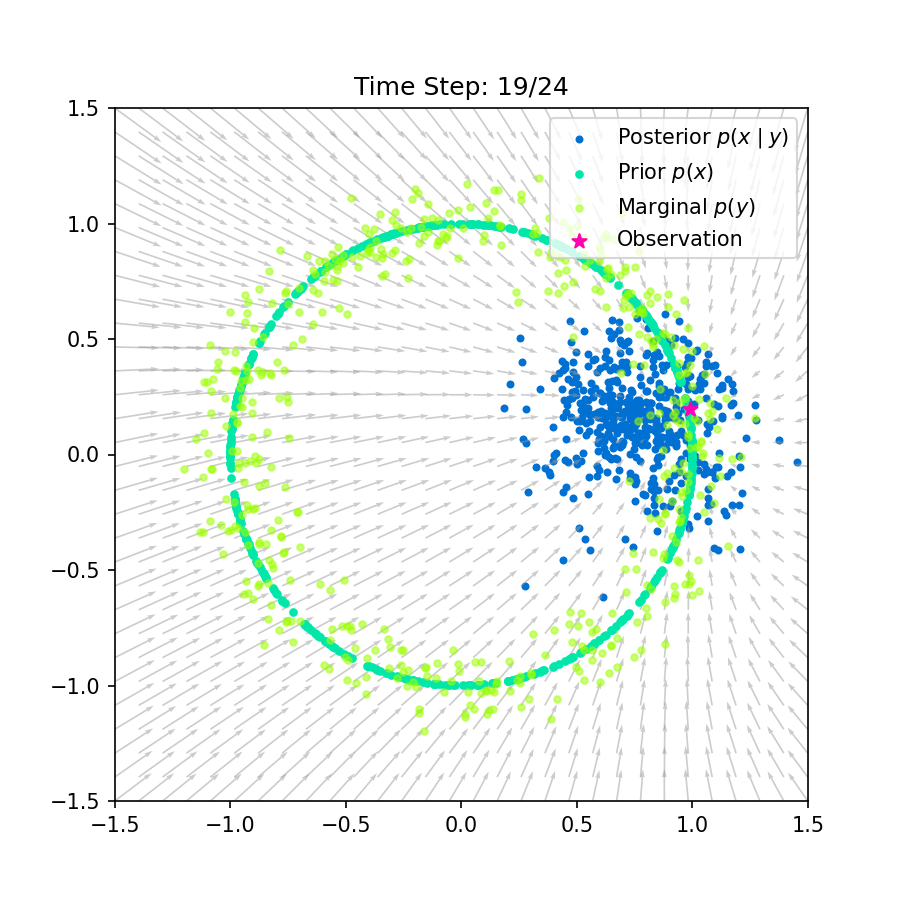 Time Step: 19/24
Posterior p(x | y)
Prior p(x)
Marginal p(y)
Observation
1.5
1.0
0.5
0.0
−0.5
−1.0
−1.5
−1.5 −1.0 −0.5 0.0 0.5 1.0 1.5